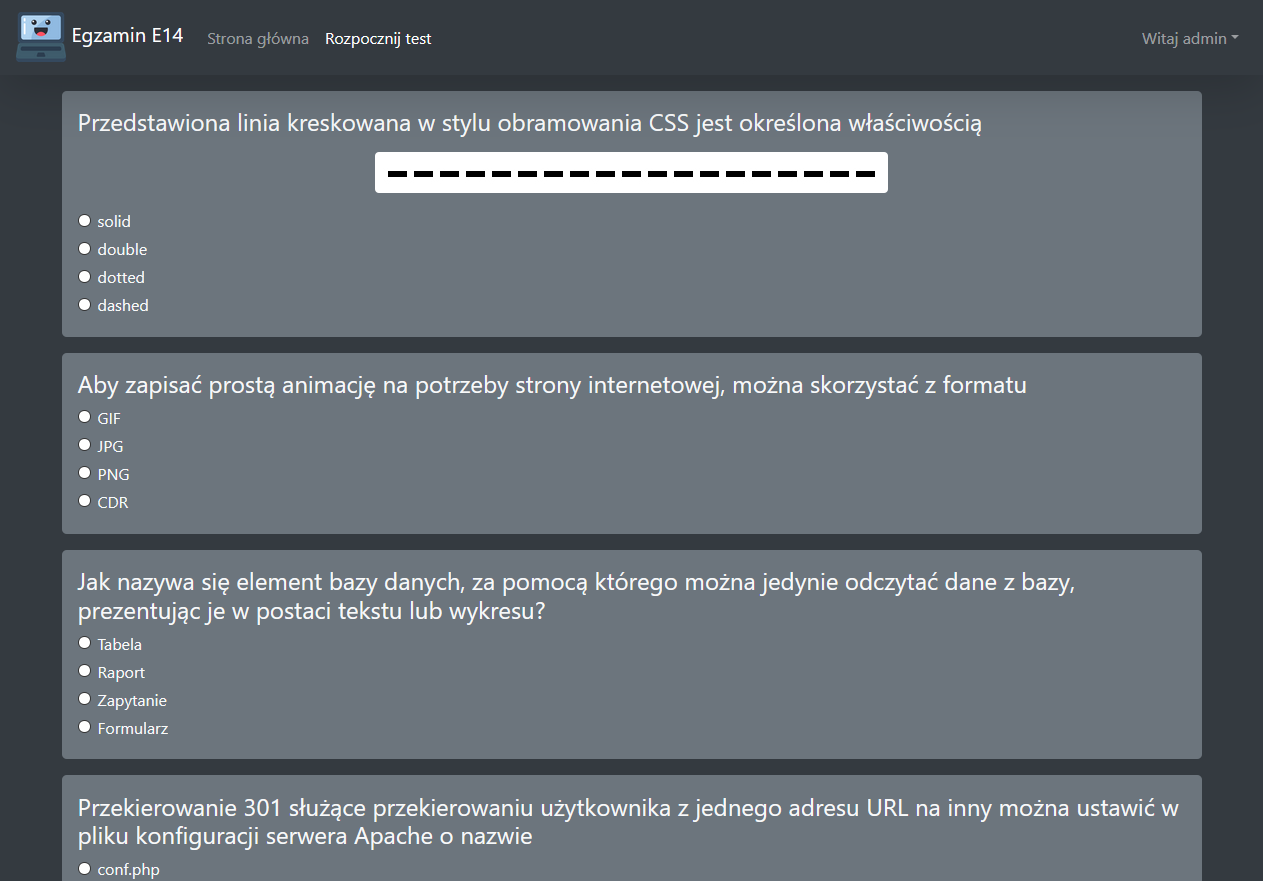 Egzamin E14 Strona główna Rozpocznij test Witaj admin
Przedstawiona linia kreskowana w stylu obramowania CSS jest określona właściwością
solid
double
dotted
dashed
Aby zapisać prostą animację na potrzeby strony internetowej, można skorzystać z formatu
GIF
JPG
PNG
CDR
Jak nazywa się element bazy danych, za pomocą którego można jedynie odczytać dane z bazy,
prezentując je w postaci tekstu lub wykresu?
Tabela
Raport
Zapytanie
Formularz
Przekierowanie 301 służące przekierowaniu użytkownika z jednego adresu URL na inny można ustawić w
pliku konfiguracji serwera Apache o nazwie
conf.php